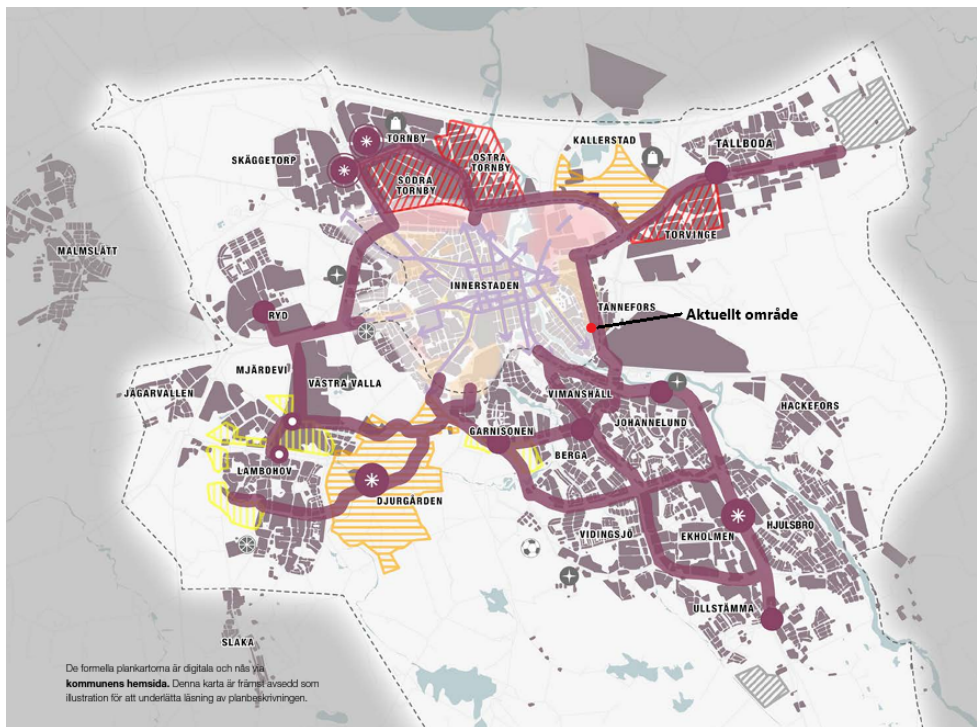 TORNBY
KALLERSTAD
TALLBODA
SKÄGGETORP
ÖSTRA
TORNBY
SÖDRA
TORNBY
TORVINGE
MALMSLÄTT
INNERSTADEN
TANNEFORS
Aktuellt område
RYD
MJÄRDEVI
VÄSTRA VALLA
JÄGARVALLEN
VIMANSHÄLL
HACKEFORS
GARNISONEN
JOHANNELUND
BERGA
LAMBOHOV
DJURGÅRDEN
HJULSBRO
VIDINGSJÖ
EKHOLMEN
ULLSTÄMMA
SLAKA
De formella plankartorna är digitala och nås via
kommunens hemsida. Denna karta är främst avsedd som
illustration för att underlätta läsning av planbeskrivningen.